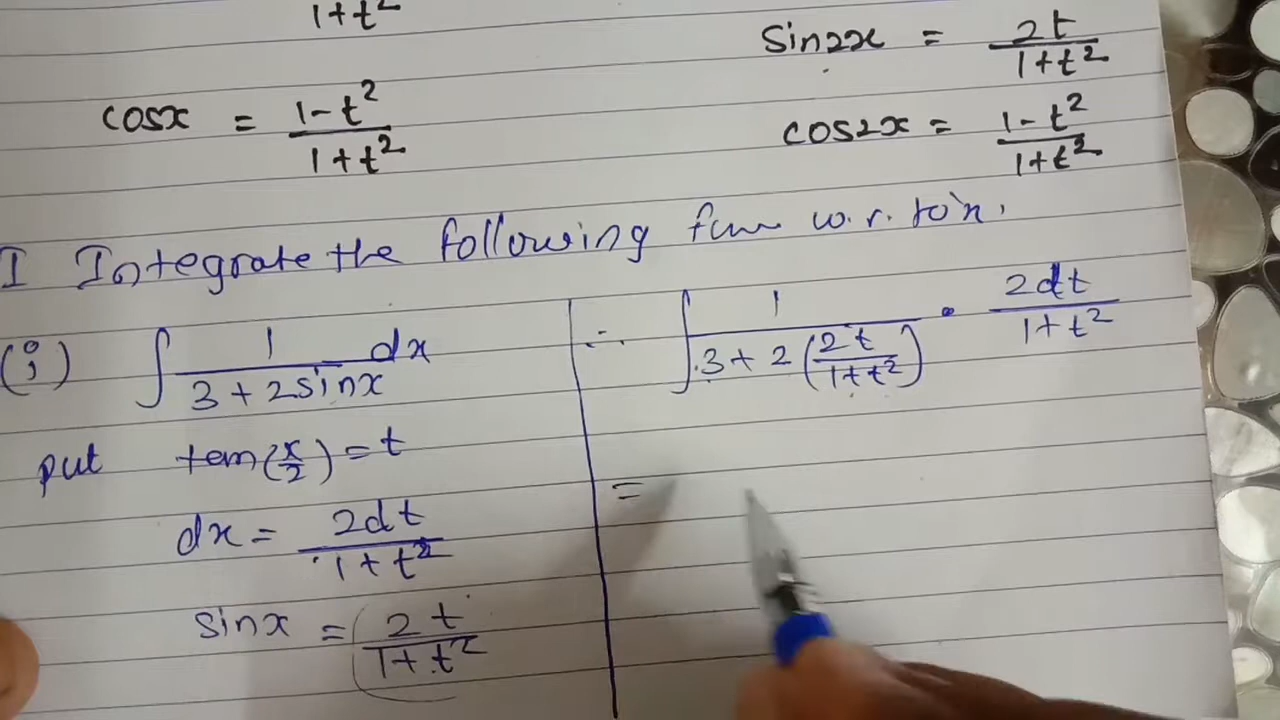 1+t²
sin2x = 2t / 1+t²
cosx = 1-t² / 1+t²
cos2x = 1-t² / 1+t²
I Integrate the following fun w.r. to 'x.
(i) ∫ 1 / 3+2sinx dx
∴ ∫ 1 / 3+2(2t / 1+t²) · 2dt / 1+t²
put tan(x/2) = t
=
dx = 2dt / 1+t²
sinx = 2t / 1+t²